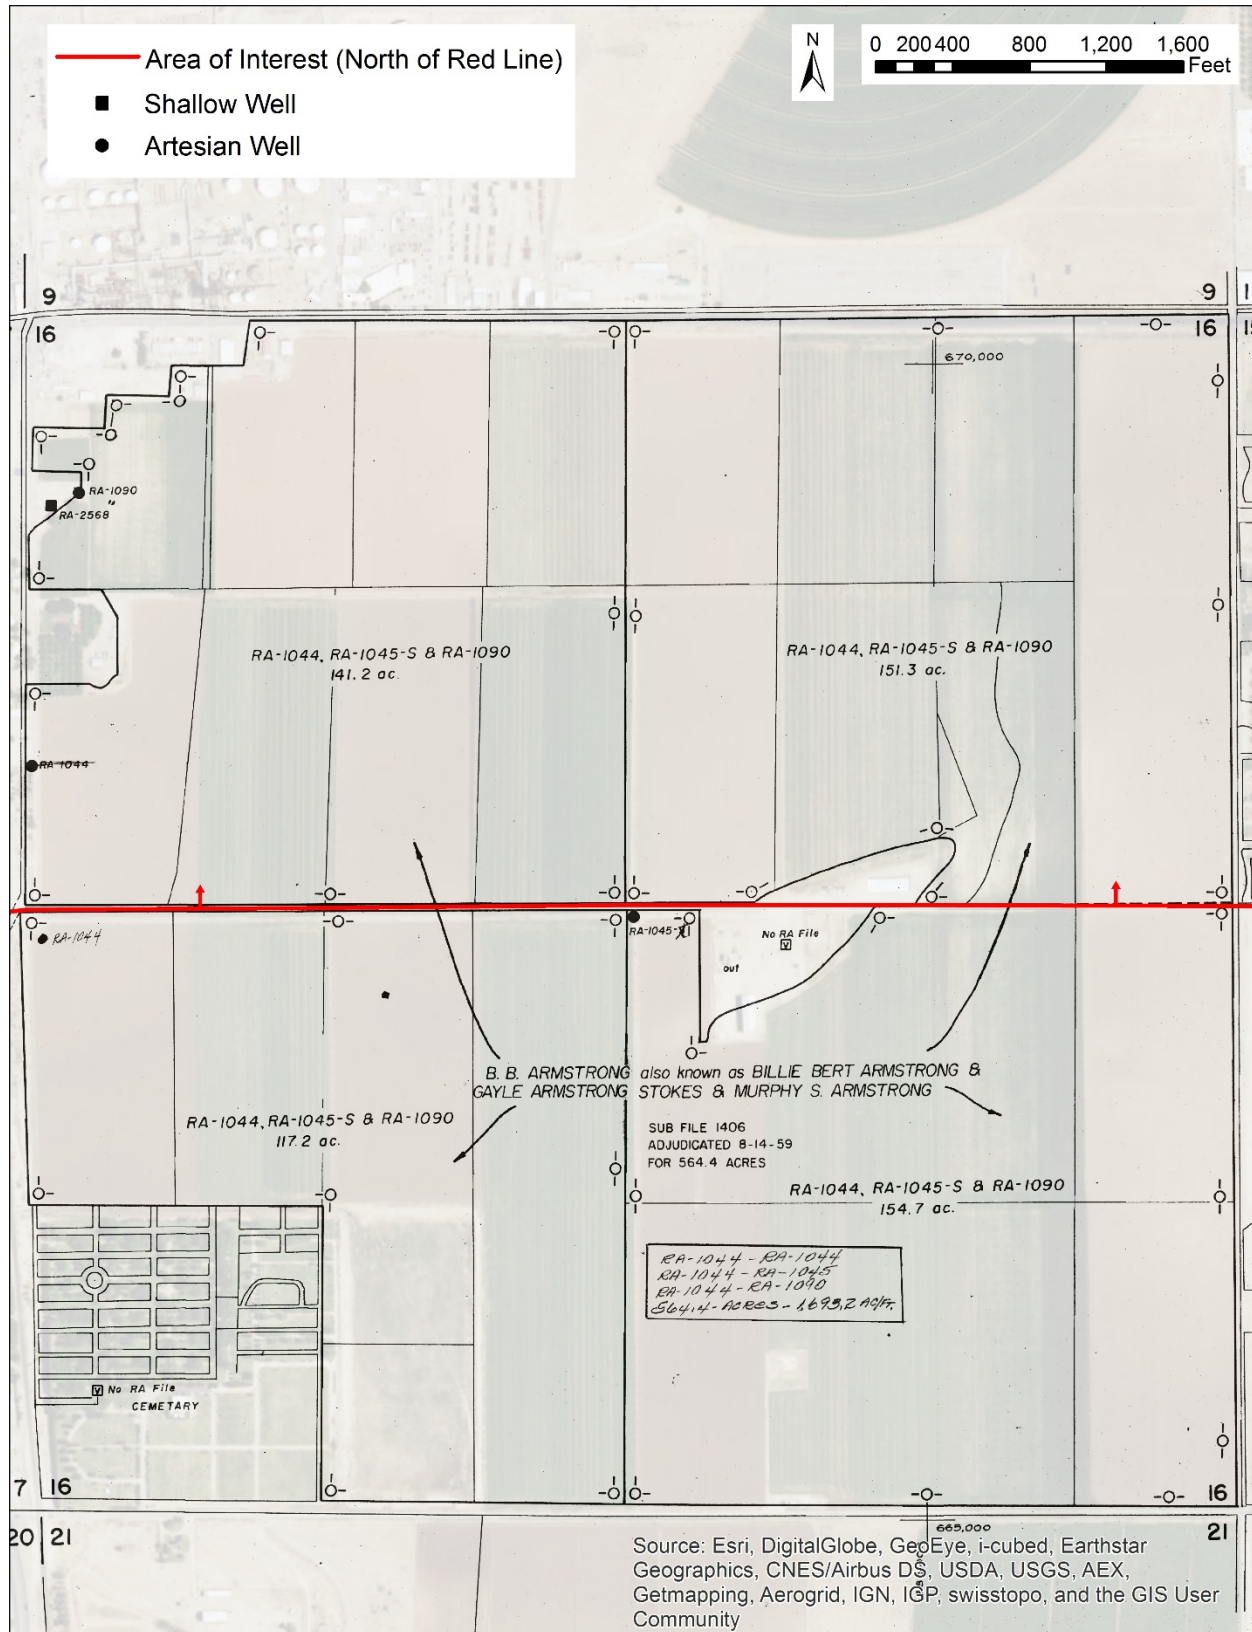 Area of Interest (North of Red Line)
Shallow Well
Artesian Well
N
0 200 400 800 1,200 1,600
Feet
9
9
16
16
670,000
RA-1090
RA-2568
RA-1044, RA-1045-S & RA-1090
141.2 ac.
RA-1044, RA-1045-S & RA-1090
151.3 ac.
RA-1044
RA-1044
RA-1045-
No RA File
out
B. B. ARMSTRONG also known as BILLIE BERT ARMSTRONG &
GAYLE ARMSTRONG STOKES & MURPHY S. ARMSTRONG
RA-1044, RA-1045-S & RA-1090
117.2 ac.
SUB FILE 1406
ADJUDICATED 8-14-59
FOR 564.4 ACRES
RA-1044, RA-1045-S & RA-1090
154.7 ac.
RA-1044 - RA-1044
RA-1044 - RA-1045
RA-1044 - RA-1090
564.4 - ACRES - 1,693.2 AC/FT.
No RA File
CEMETARY
7 16
16
20 21
21
665,000
Source: Esri, DigitalGlobe, GeoEye, i-cubed, Earthstar
Geographics, CNES/Airbus DS, USDA, USGS, AEX,
Getmapping, Aerogrid, IGN, IGP, swisstopo, and the GIS User
Community